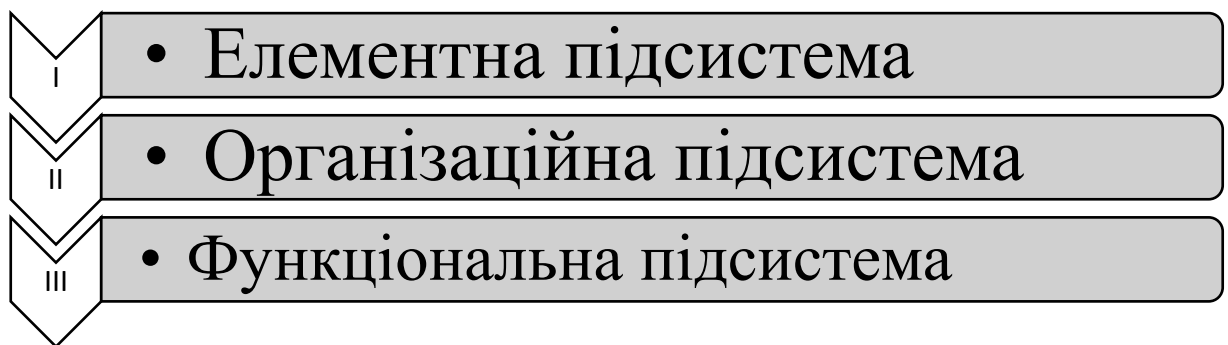 I
• Елементна підсистема
II
• Організаційна підсистема
III
• Функціональна підсистема